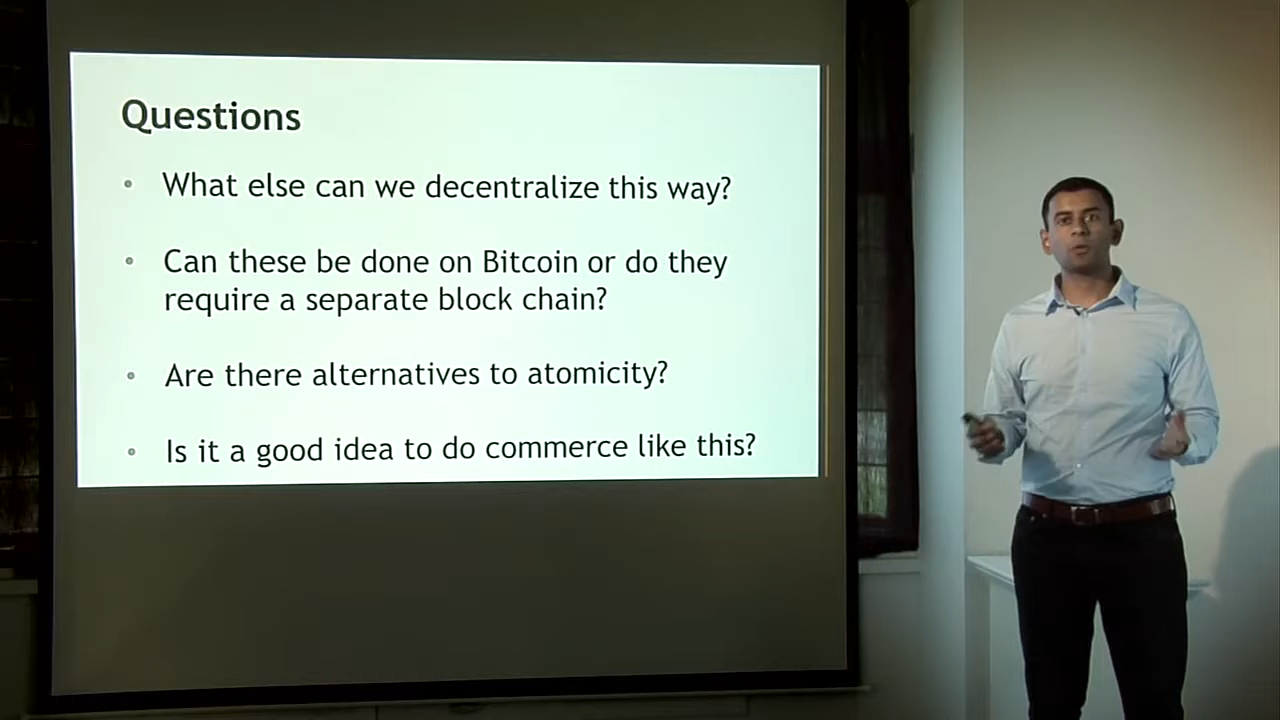 Questions
• What else can we decentralize this way?
• Can these be done on Bitcoin or do they
require a separate block chain?
• Are there alternatives to atomicity?
• Is it a good idea to do commerce like this?